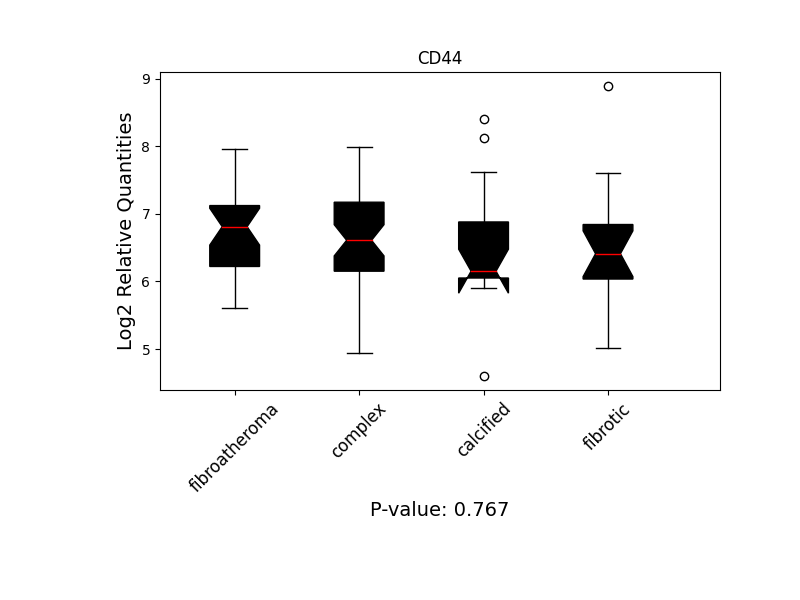 CD44
Log2 Relative Quantities
9
8
7
6
5
fibroatheroma
complex
calcified
fibrotic
P-value: 0.767